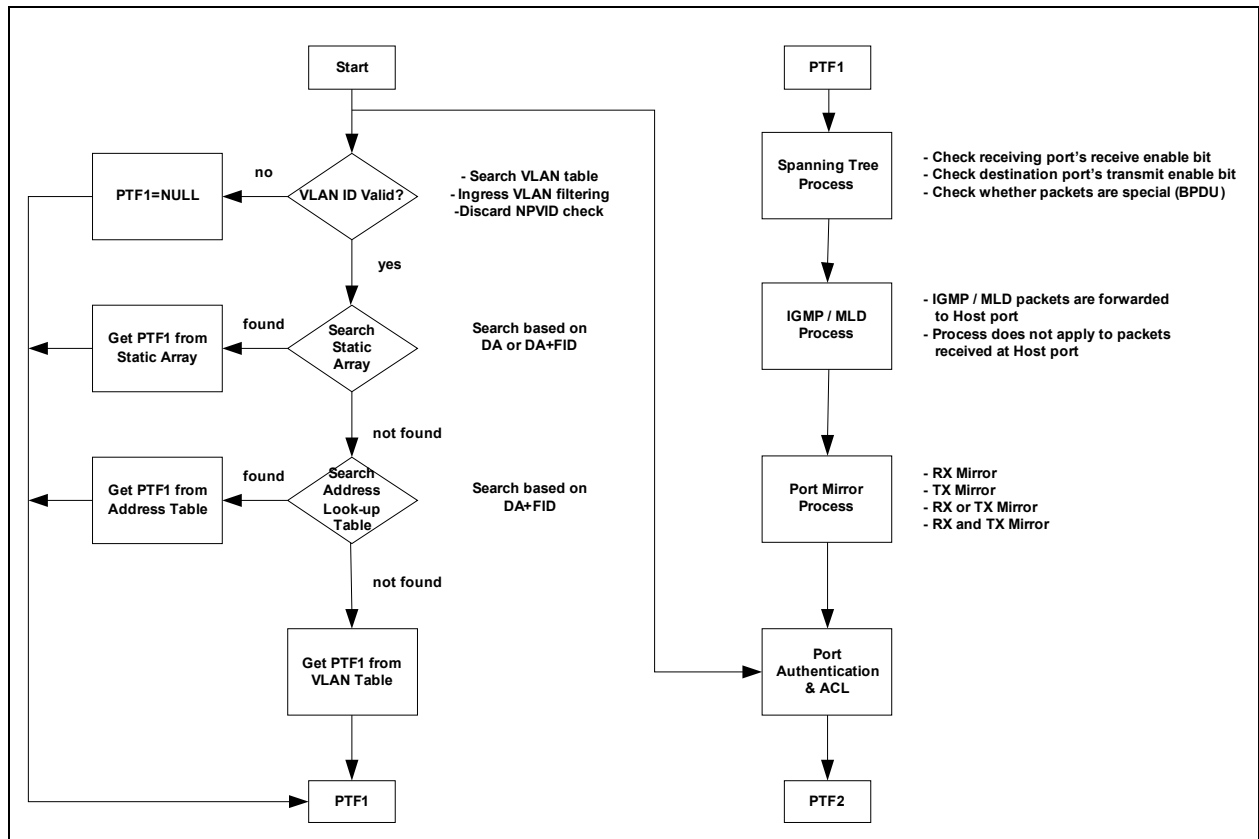 Start
VLAN ID Valid?
no
PTF1=NULL
- Search VLAN table
- Ingress VLAN filtering
-Discard NPVID check
yes
Search
Static
Array
found
Get PTF1 from
Static Array
Search based on
DA or DA+FID
not found
Search
Address
Look-up
Table
found
Get PTF1 from
Address Table
Search based on
DA+FID
not found
Get PTF1 from
VLAN Table
PTF1
PTF1
Spanning Tree
Process
- Check receiving port's receive enable bit
- Check destination port's transmit enable bit
- Check whether packets are special (BPDU)
IGMP / MLD
Process
- IGMP / MLD packets are forwarded
to Host port
- Process does not apply to packets
received at Host port
Port Mirror
Process
- RX Mirror
- TX Mirror
- RX or TX Mirror
- RX and TX Mirror
Port
Authentication
& ACL
PTF2